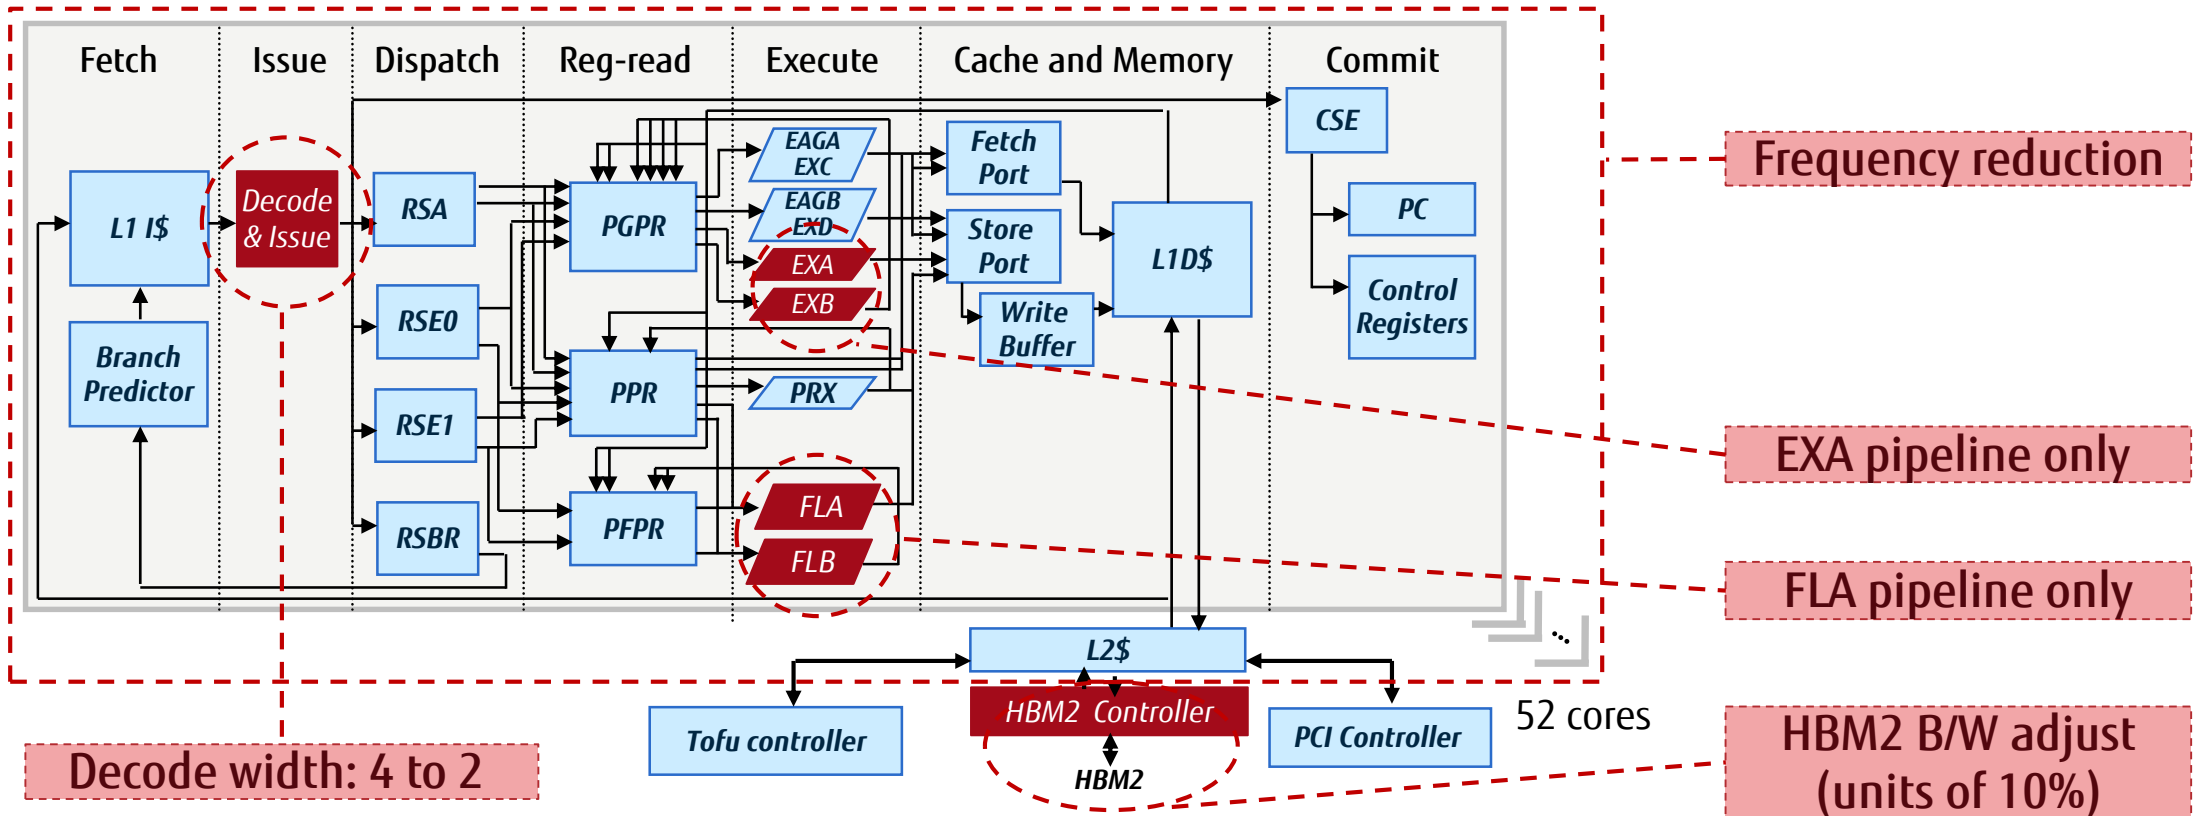 Fetch
Issue
Dispatch
Reg-read
Execute
Cache and Memory
Commit
L1 I$
Branch
Predictor
Decode
& Issue
RSA
RSE0
RSE1
RSBR
PGPR
PPR
PFPR
EAGA
EXC
EAGB
EXD
EXA
EXB
PRX
FLA
FLB
Fetch
Port
Store
Port
Write
Buffer
L1D$
CSE
PC
Control
Registers
L2$
Tofu controller
HBM2 Controller
HBM2
PCI Controller
52 cores
...
Frequency reduction
EXA pipeline only
FLA pipeline only
HBM2 B/W adjust
(units of 10%)
Decode width: 4 to 2